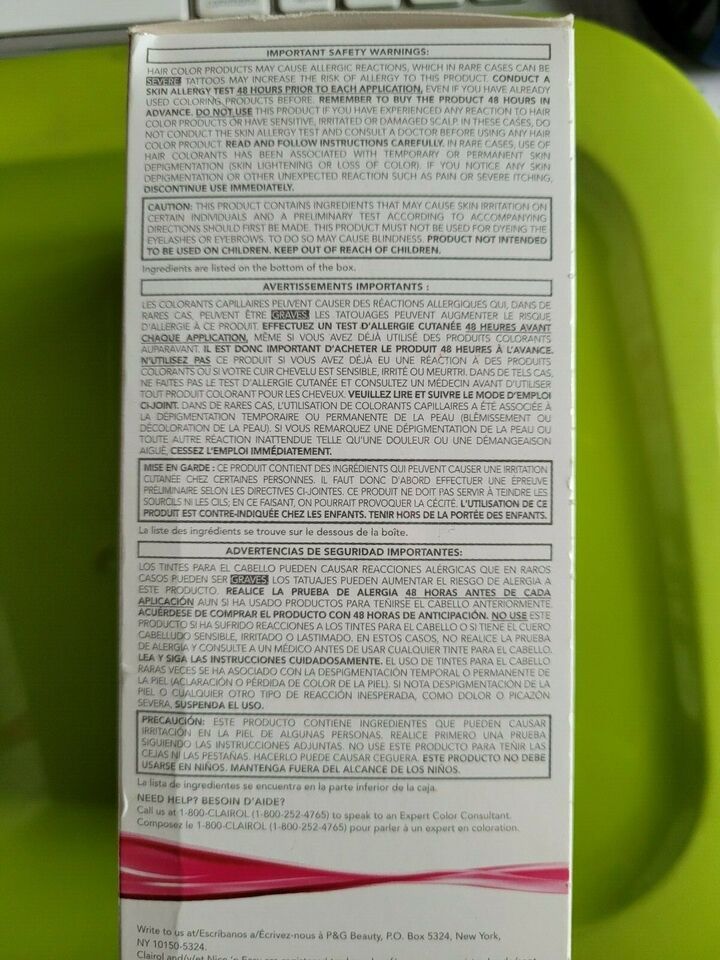 IMPORTANT SAFETY WARNINGS:
HAIR COLOR PRODUCTS MAY CAUSE ALLERGIC REACTIONS, WHICH IN RARE CASES CAN BE
SEVERE. TATTOOS MAY INCREASE THE RISK OF ALLERGY TO THIS PRODUCT. CONDUCT A
SKIN ALLERGY TEST 48 HOURS PRIOR TO EACH APPLICATION, EVEN IF YOU HAVE ALREADY
USED COLORING PRODUCTS BEFORE. REMEMBER TO BUY THE PRODUCT 48 HOURS IN
ADVANCE. DO NOT USE THIS PRODUCT IF YOU HAVE EXPERIENCED ANY REACTION TO HAIR
COLOR PRODUCTS OR HAVE SENSITIVE, IRRITATED OR DAMAGED SCALP. IN THESE CASES, DO
NOT CONDUCT THE SKIN ALLERGY TEST AND CONSULT A DOCTOR BEFORE USING ANY HAIR
COLOR PRODUCT. READ AND FOLLOW INSTRUCTIONS CAREFULLY. IN RARE CASES, USE OF
HAIR COLORANTS HAS BEEN ASSOCIATED WITH TEMPORARY OR PERMANENT SKIN
DEPIGMENTATION (SKIN LIGHTENING OR LOSS OF COLOR). IF YOU NOTICE ANY SKIN
DEPIGMENTATION OR OTHER UNEXPECTED REACTION SUCH AS PAIN OR SEVERE ITCHING,
DISCONTINUE USE IMMEDIATELY.
CAUTION: THIS PRODUCT CONTAINS INGREDIENTS THAT MAY CAUSE SKIN IRRITATION ON
CERTAIN INDIVIDUALS AND A PRELIMINARY TEST ACCORDING TO ACCOMPANYING
DIRECTIONS SHOULD FIRST BE MADE. THIS PRODUCT MUST NOT BE USED FOR DYEING THE
EYELASHES OR EYEBROWS. TO DO SO MAY CAUSE BLINDNESS. PRODUCT NOT INTENDED
TO BE USED ON CHILDREN. KEEP OUT OF REACH OF CHILDREN.
Ingredients are listed on the bottom of the box.
AVERTISSEMENTS IMPORTANTS :
LES COLORANTS CAPILLAIRES PEUVENT CAUSER DES RÉACTIONS ALLERGIQUES QUI, DANS DE
RARES CAS, PEUVENT ÊTRE GRAVES. LES TATOUAGES PEUVENT AUGMENTER LE RISQUE
D'ALLERGIE À CE PRODUIT. EFFECTUEZ UN TEST D'ALLERGIE CUTANÉE 48 HEURES AVANT
CHAQUE APPLICATION, MÊME SI VOUS AVEZ DÉJÀ UTILISÉ DES PRODUITS COLORANTS
AUPARAVANT. IL EST DONC IMPORTANT D'ACHETER LE PRODUIT 48 HEURES À L'AVANCE.
N'UTILISEZ PAS CE PRODUIT SI VOUS AVEZ DÉJÀ EU UNE RÉACTION À DES PRODUITS
COLORANTS OU SI VOTRE CUIR CHEVELU EST SENSIBLE, IRRITÉ OU MEURTRI. DANS DE TELS CAS,
NE FAITES PAS LE TEST D'ALLERGIE CUTANÉE ET CONSULTEZ UN MÉDECIN AVANT D'UTILISER
TOUT PRODUIT COLORANT POUR LES CHEVEUX. VEUILLEZ LIRE ET SUIVRE LE MODE D'EMPLOI
CI-JOINT. DANS DE RARES CAS, L'UTILISATION DE COLORANTS CAPILLAIRES A ÉTÉ ASSOCIÉE À
LA DÉPIGMENTATION TEMPORAIRE OU PERMANENTE DE LA PEAU (BLÊMISSEMENT OU
DÉCOLORATION DE LA PEAU). SI VOUS REMARQUEZ UNE DÉPIGMENTATION DE LA PEAU OU
TOUTE AUTRE RÉACTION INATTENDUE TELLE QU'UNE DOULEUR OU UNE DÉMANGEAISON
AIGUË, CESSEZ L'EMPLOI IMMÉDIATEMENT.
MISE EN GARDE : CE PRODUIT CONTIENT DES INGRÉDIENTS QUI PEUVENT CAUSER UNE IRRITATION
CUTANÉE CHEZ CERTAINES PERSONNES. IL FAUT DONC D'ABORD EFFECTUER UNE ÉPREUVE
PRÉLIMINAIRE SELON LES DIRECTIVES CI-JOINTES. CE PRODUIT NE DOIT PAS SERVIR À TEINDRE LES
SOURCILS NI LES CILS; EN CE FAISANT, ON POURRAIT PROVOQUER LA CÉCITÉ. L'UTILISATION DE CE
PRODUIT EST CONTRE-INDIQUÉE CHEZ LES ENFANTS. TENIR HORS DE LA PORTÉE DES ENFANTS.
La liste des ingrédients se trouve sur le dessous de la boîte.
ADVERTENCIAS DE SEGURIDAD IMPORTANTES:
LOS TINTES PARA EL CABELLO PUEDEN CAUSAR REACCIONES ALÉRGICAS QUE EN RAROS
CASOS PUEDEN SER GRAVES. LOS TATUAJES PUEDEN AUMENTAR EL RIESGO DE ALERGIA A
ESTE PRODUCTO. REALICE LA PRUEBA DE ALERGIA 48 HORAS ANTES DE CADA
APLICACIÓN AUN SI HA USADO PRODUCTOS PARA TEÑIRSE EL CABELLO ANTERIORMENTE.
ACUÉRDESE DE COMPRAR EL PRODUCTO CON 48 HORAS DE ANTICIPACIÓN. NO USE ESTE
PRODUCTO SI HA SUFRIDO REACCIONES A LOS TINTES PARA EL CABELLO O SI TIENE EL CUERO
CABELLUDO SENSIBLE, IRRITADO O LASTIMADO. EN ESTOS CASOS, NO REALICE LA PRUEBA
DE ALERGIA Y CONSULTE A UN MÉDICO ANTES DE USAR CUALQUIER TINTE PARA EL CABELLO.
LEA Y SIGA LAS INSTRUCCIONES CUIDADOSAMENTE. EL USO DE TINTES PARA EL CABELLO
RARAS VECES SE HA ASOCIADO CON LA DESPIGMENTACIÓN TEMPORAL O PERMANENTE DE
LA PIEL (ACLARACIÓN O PÉRDIDA DE COLOR DE LA PIEL). SI NOTA DESPIGMENTACIÓN DE LA
PIEL O CUALQUIER OTRO TIPO DE REACCIÓN INESPERADA, COMO DOLOR O PICAZÓN
SEVERA, SUSPENDA EL USO.
PRECAUCIÓN: ESTE PRODUCTO CONTIENE INGREDIENTES QUE PUEDEN CAUSAR
IRRITACIÓN EN LA PIEL DE ALGUNAS PERSONAS. REALICE PRIMERO UNA PRUEBA
SIGUIENDO LAS INSTRUCCIONES ADJUNTAS. NO USE ESTE PRODUCTO PARA TEÑIR LAS
CEJAS NI LAS PESTAÑAS. HACERLO PUEDE CAUSAR CEGUERA. ESTE PRODUCTO NO DEBE
USARSE EN NIÑOS. MANTENGA FUERA DEL ALCANCE DE LOS NIÑOS.
La lista de ingredientes se encuentra en la parte inferior de la caja.
NEED HELP? BESOIN D'AIDE?
Call us at 1-800-CLAIROL (1-800-252-4765) to speak to an Expert Color Consultant.
Composez le 1-800-CLAIROL (1-800-252-4765) pour parler à un expert en coloration.
Write to us at/Escríbanos a/Écrivez-nous à P&G Beauty, P.O. Box 5324, New York,
NY 10150-5324.